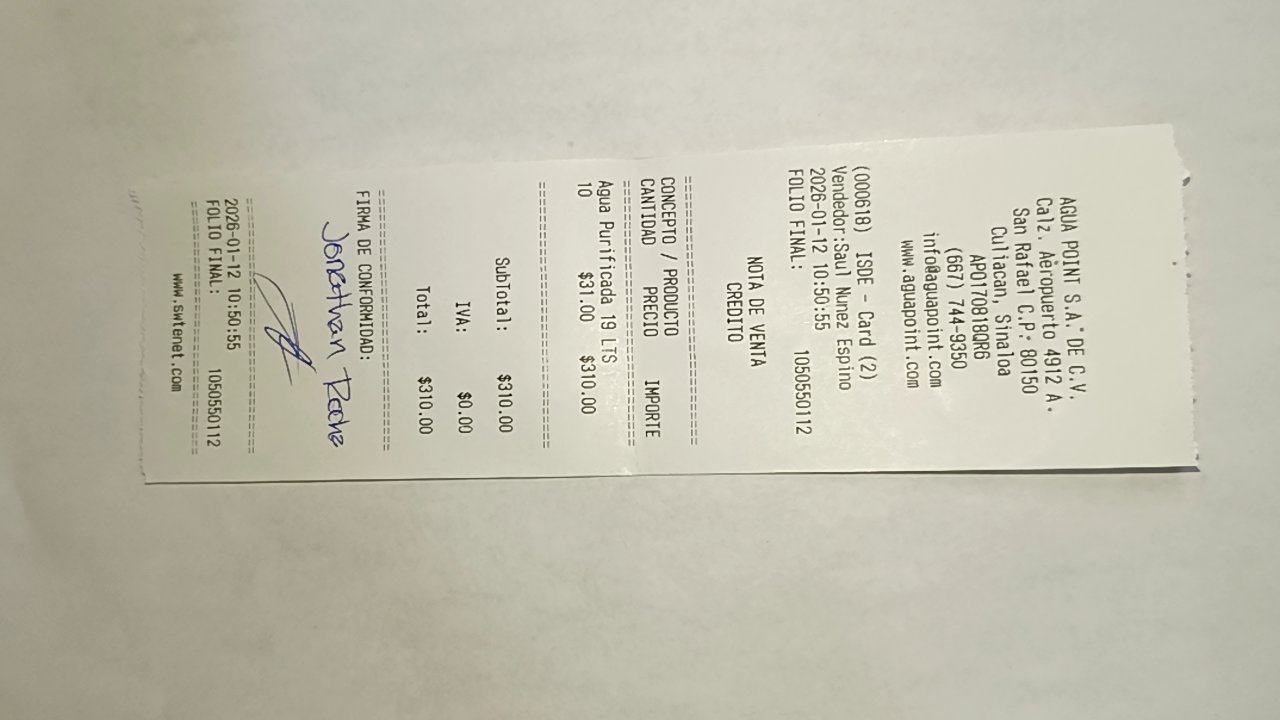 AGUA POINT S.A. DE C.V.
Calz. Aeropuerto 4912 A.
San Rafael C.P. 80150
Culiacan, Sinaloa
APO170818QR6
(667) 744-9350
info@aguapoint.com
www.aguapoint.com
(000618) ISDE - Card (2)
Vendedor:Saul Nunez Espino
2026-01-12 10:50:55
FOLIO FINAL: 1050550112
NOTA DE VENTA
CREDITO
CONCEPTO / PRODUCTO
CANTIDAD PRECIO IMPORTE
Agua Purificada 19 LTS
10 $31.00 $310.00
SubTotal: $310.00
IVA: $0.00
Total: $310.00
FIRMA DE CONFORMIDAD:
Jonathan Rocha
2026-01-12 10:50:55
FOLIO FINAL: 1050550112
www.swtenet.com